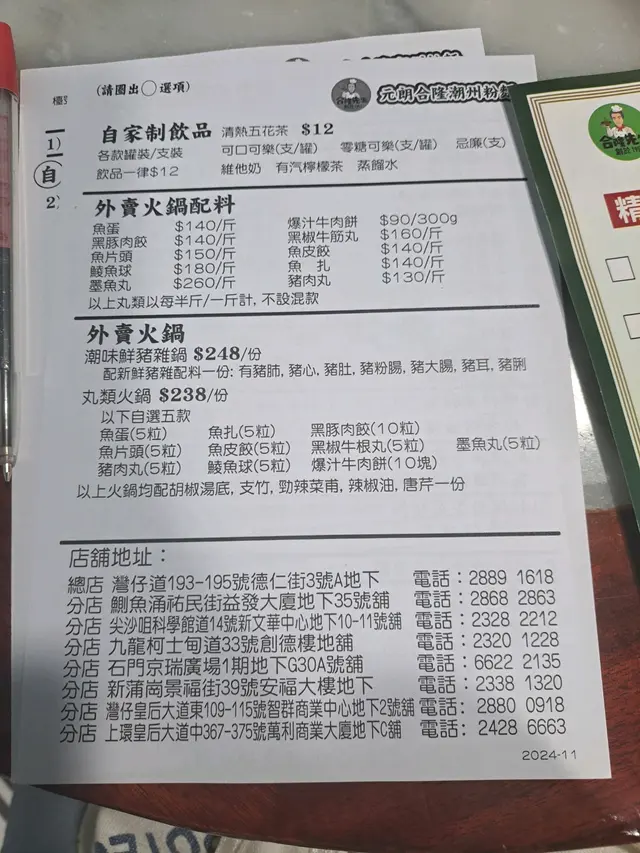 (請圈出◯選項)
元朗合隆潮州粉麵
1)
自
2)
自家制飲品 清熱五花茶 $12
各款罐裝/支裝 可口可樂(支/罐) 零糖可樂(支/罐) 忌廉(支)
飲品一律$12 維他奶 有汽檸檬茶 蒸餾水
外賣火鍋配料
魚蛋 $140/斤 爆汁牛肉餅 $90/300g
黑豚肉餃 $140/斤 黑椒牛筋丸 $160/斤
魚片頭 $150/斤 魚皮餃 $140/斤
鯪魚球 $180/斤 魚扎 $140/斤
墨魚丸 $260/斤 豬肉丸 $130/斤
以上丸類以每半斤/一斤計, 不設混款
外賣火鍋
潮味鮮豬雜鍋 $248/份
配新鮮豬雜配料一份: 有豬肺, 豬心, 豬肚, 豬粉腸, 豬大腸, 豬耳, 豬脷
丸類火鍋 $238/份
以下自選五款
魚蛋(5粒) 魚扎(5粒) 黑豚肉餃(10粒)
魚片頭(5粒) 魚皮餃(5粒) 黑椒牛根丸(5粒) 墨魚丸(5粒)
豬肉丸(5粒) 鯪魚球(5粒) 爆汁牛肉餅(10塊)
以上火鍋均配胡椒湯底, 支竹, 勁辣菜甫, 辣椒油, 唐芹一份
店舖地址：
總店 灣仔道193-195號德仁街3號A地下 電話：2889 1618
分店 鰂魚涌祐民街益發大廈地下35號舖 電話：2868 2863
分店 尖沙咀科學館道14號新文華中心地下10-11號舖 電話：2328 2212
分店 九龍柯士甸道33號創德樓地舖 電話：2320 1228
分店 石門京瑞廣場1期地下G30A號舖 電話：6622 2135
分店 新蒲崗景福街39號安福大樓地下 電話：2338 1320
分店 灣仔皇后大道東109-115號智群商業中心地下2號舖 電話：2880 0918
分店 上環皇后大道中367-375號萬利商業大廈地下C舖 電話：2428 6663
2024-11
合隆先
精